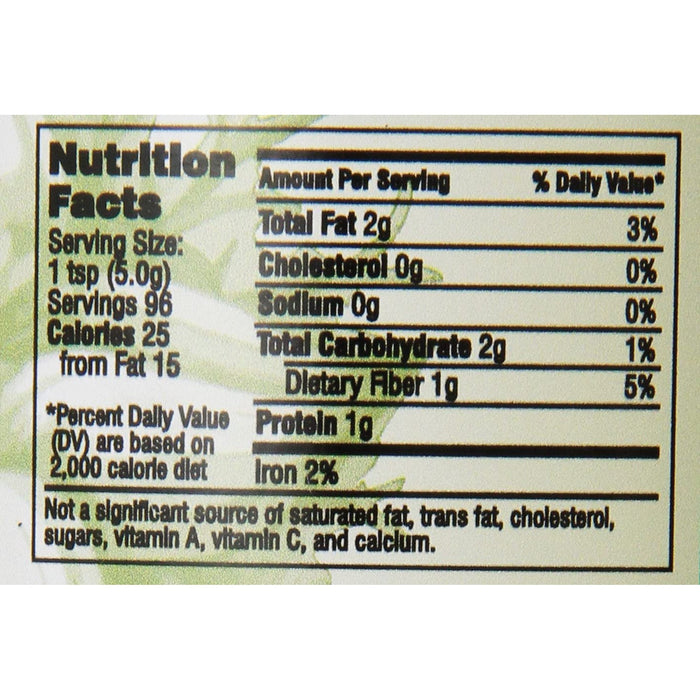 Nutrition
Facts
Serving Size:
1 tsp (5.0g)
Servings 96
Calories 25
from Fat 15
*Percent Daily Value
(DV) are based on
2,000 calorie diet
Amount Per Serving % Daily Value*
Total Fat 2g 3%
Cholesterol 0g 0%
Sodium 0g 0%
Total Carbohydrate 2g 1%
Dietary Fiber 1g 5%
Protein 1g
Iron 2%
Not a significant source of saturated fat, trans fat, cholesterol,
sugars, vitamin A, vitamin C, and calcium.